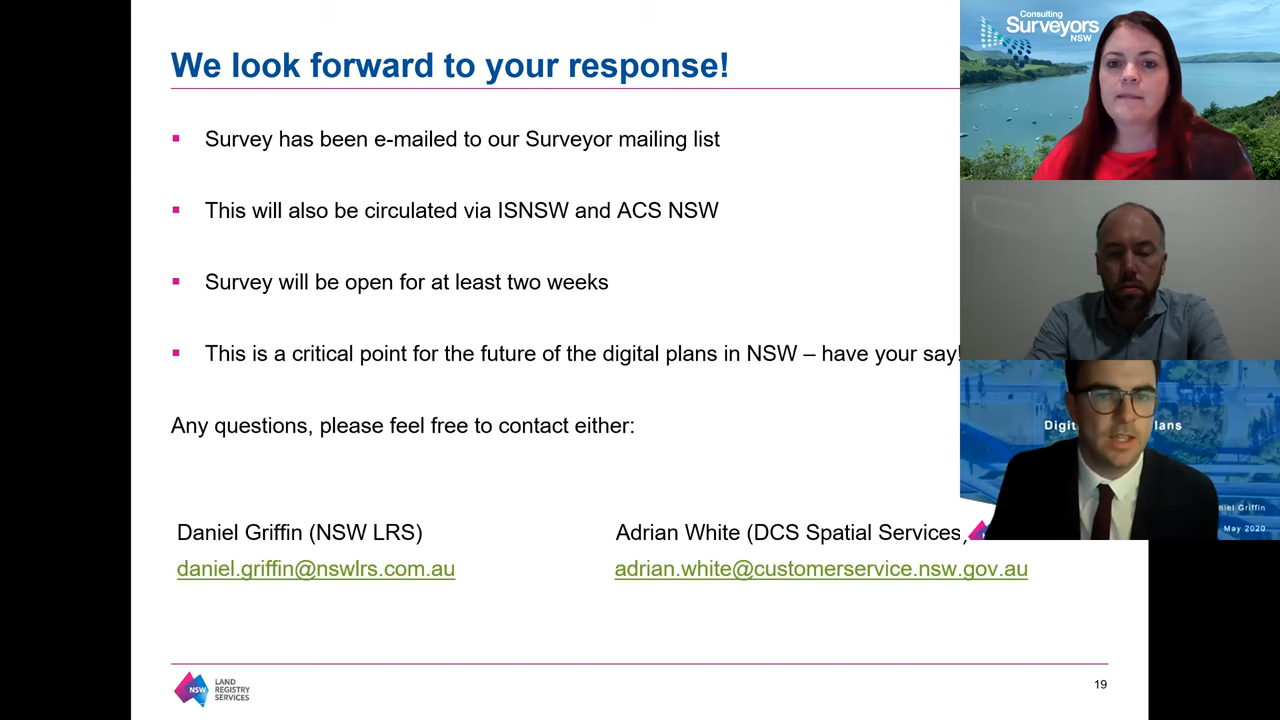 We look forward to your response!
Survey has been e-mailed to our Surveyor mailing list
This will also be circulated via ISNSW and ACS NSW
Survey will be open for at least two weeks
This is a critical point for the future of the digital plans in NSW – have your say!
Any questions, please feel free to contact either:
Daniel Griffin (NSW LRS)
daniel.griffin@nswlrs.com.au
Adrian White (DCS Spatial Services)
adrian.white@customerservice.nsw.gov.au
NSW
LAND
REGISTRY
SERVICES
19
Consulting
Surveyors
NSW
Griffin
May 2020